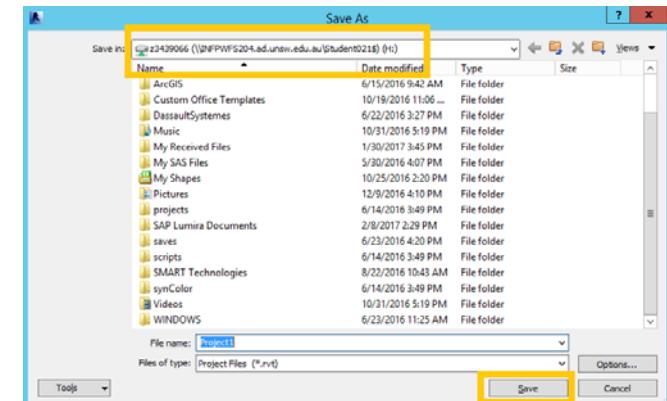 Save As
? x
Save in: z3439066 (\\INFPWFS204.ad.unsw.edu.au\Student021$) (H:) Views
Name Date modified Type Size
ArcGIS 6/15/2016 9:42 AM File folder
Custom Office Templates 10/19/2016 11:06 ... File folder
DassaultSystemes 6/22/2016 3:27 PM File folder
Music 10/31/2016 5:19 PM File folder
My Received Files 1/30/2017 3:45 PM File folder
My SAS Files 5/30/2016 4:07 PM File folder
My Shapes 10/25/2016 2:20 PM File folder
Pictures 12/9/2016 4:10 PM File folder
projects 6/14/2016 3:49 PM File folder
SAP Lumira Documents 2/8/2017 2:29 PM File folder
saves 6/23/2016 4:20 PM File folder
scripts 6/14/2016 3:49 PM File folder
SMART Technologies 8/22/2016 10:43 AM File folder
synColor 6/14/2016 3:49 PM File folder
Videos 10/31/2016 5:19 PM File folder
WINDOWS 6/23/2016 11:25 AM File folder
File name: Project1
Files of type: Project Files (*.rvt) Options...
Tools Save Cancel